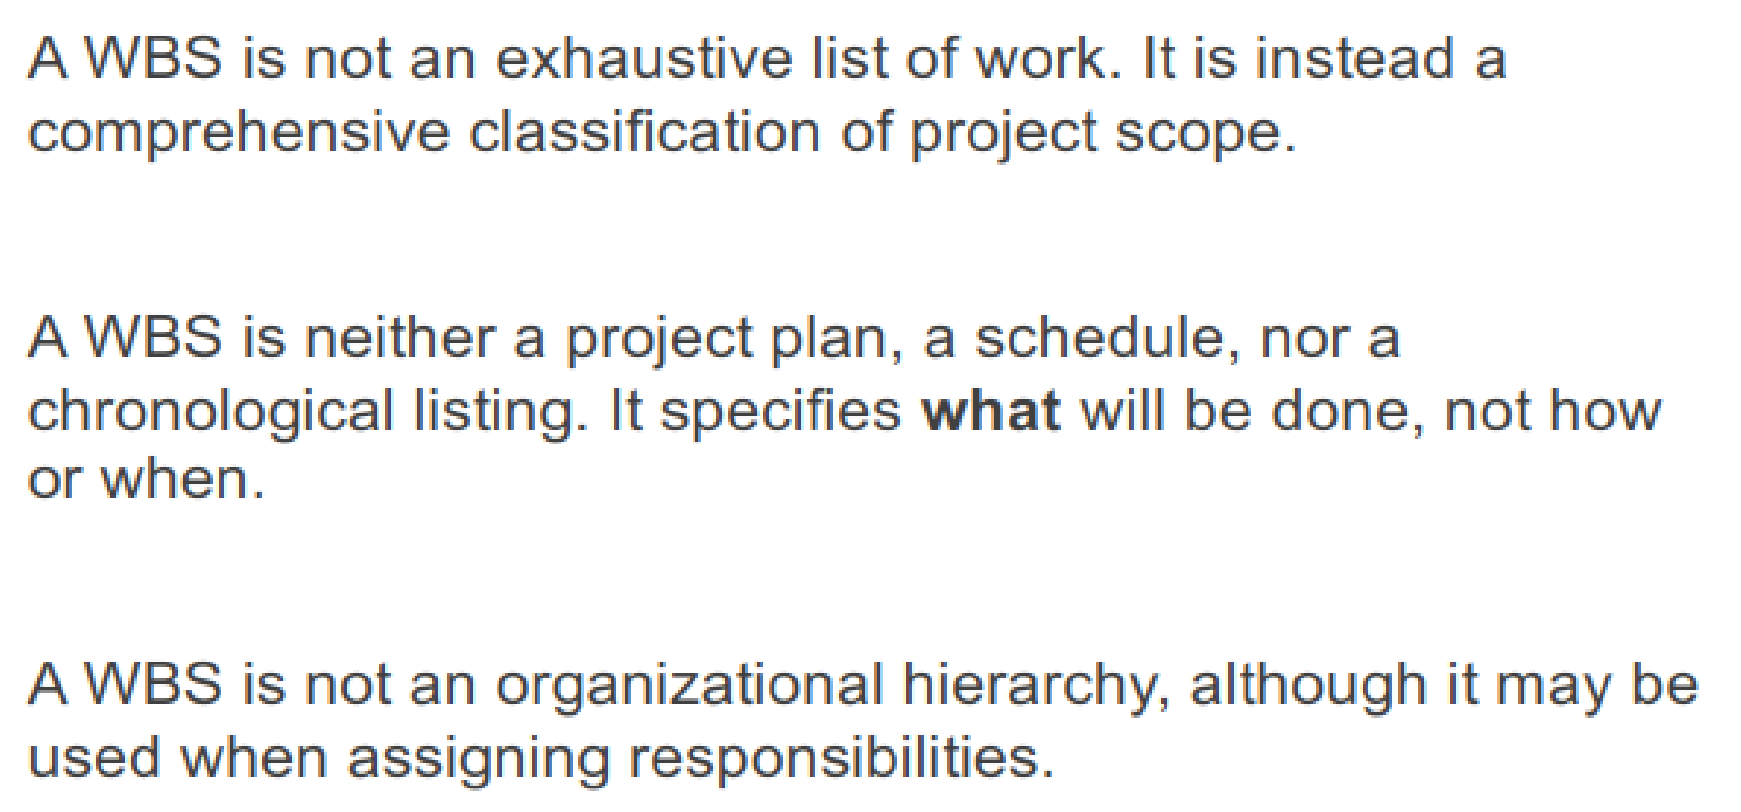 A WBS is not an exhaustive list of work. It is instead a
comprehensive classification of project scope.
A WBS is neither a project plan, a schedule, nor a
chronological listing. It specifies what will be done, not how
or when.
A WBS is not an organizational hierarchy, although it may be
used when assigning responsibilities.